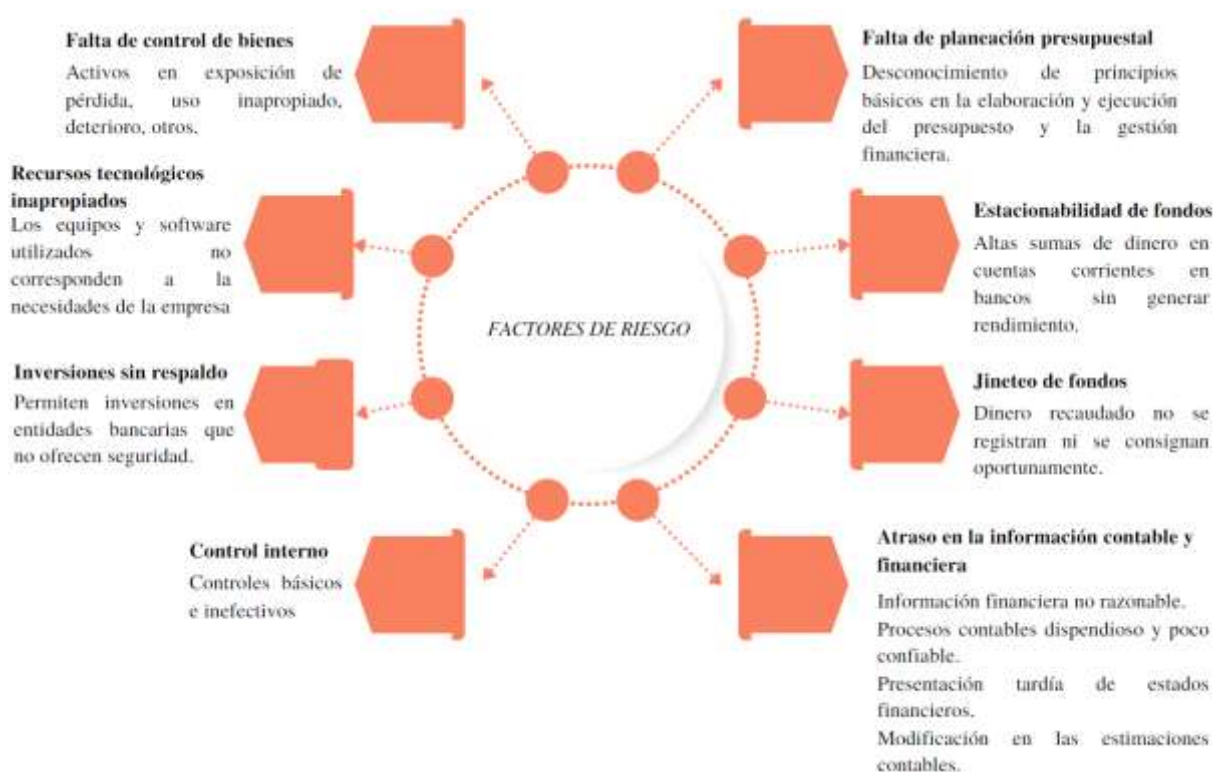 Falta de control de bienes
Activos en exposición de
pérdida, uso inapropiado,
deterioro, otros.
Recursos tecnológicos
inapropiados
Los equipos y software
utilizados no
corresponden a la
necesidades de la empresa
Inversiones sin respaldo
Permiten inversiones en
entidades bancarias que
no ofrecen seguridad.
Control interno
Controles básicos
e inefectivos
FACTORES DE RIESGO
Falta de planeación presupuestal
Desconocimiento de principios
básicos en la elaboración y ejecución
del presupuesto y la gestión
financiera.
Estacionabilidad de fondos
Altas sumas de dinero en
cuentas corrientes en
bancos sin generar
rendimiento.
Jineteo de fondos
Dinero recaudado no se
registran ni se consignan
oportunamente.
Atraso en la información contable y
financiera
Información financiera no razonable.
Procesos contables dispendioso y poco
confiable.
Presentación tardía de estados
financieros.
Modificación en las estimaciones
contables.